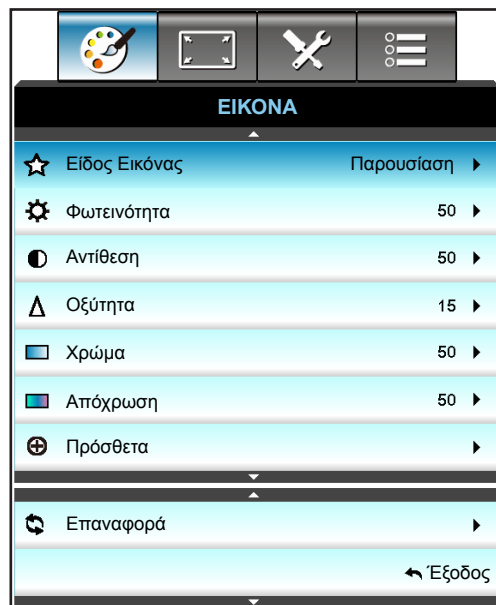 ΕΙΚΟΝΑ
Είδος Εικόνας Παρουσίαση
Φωτεινότητα 50
Αντίθεση 50
Οξύτητα 15
Χρώμα 50
Απόχρωση 50
Πρόσθετα
Επαναφορά
Έξοδος